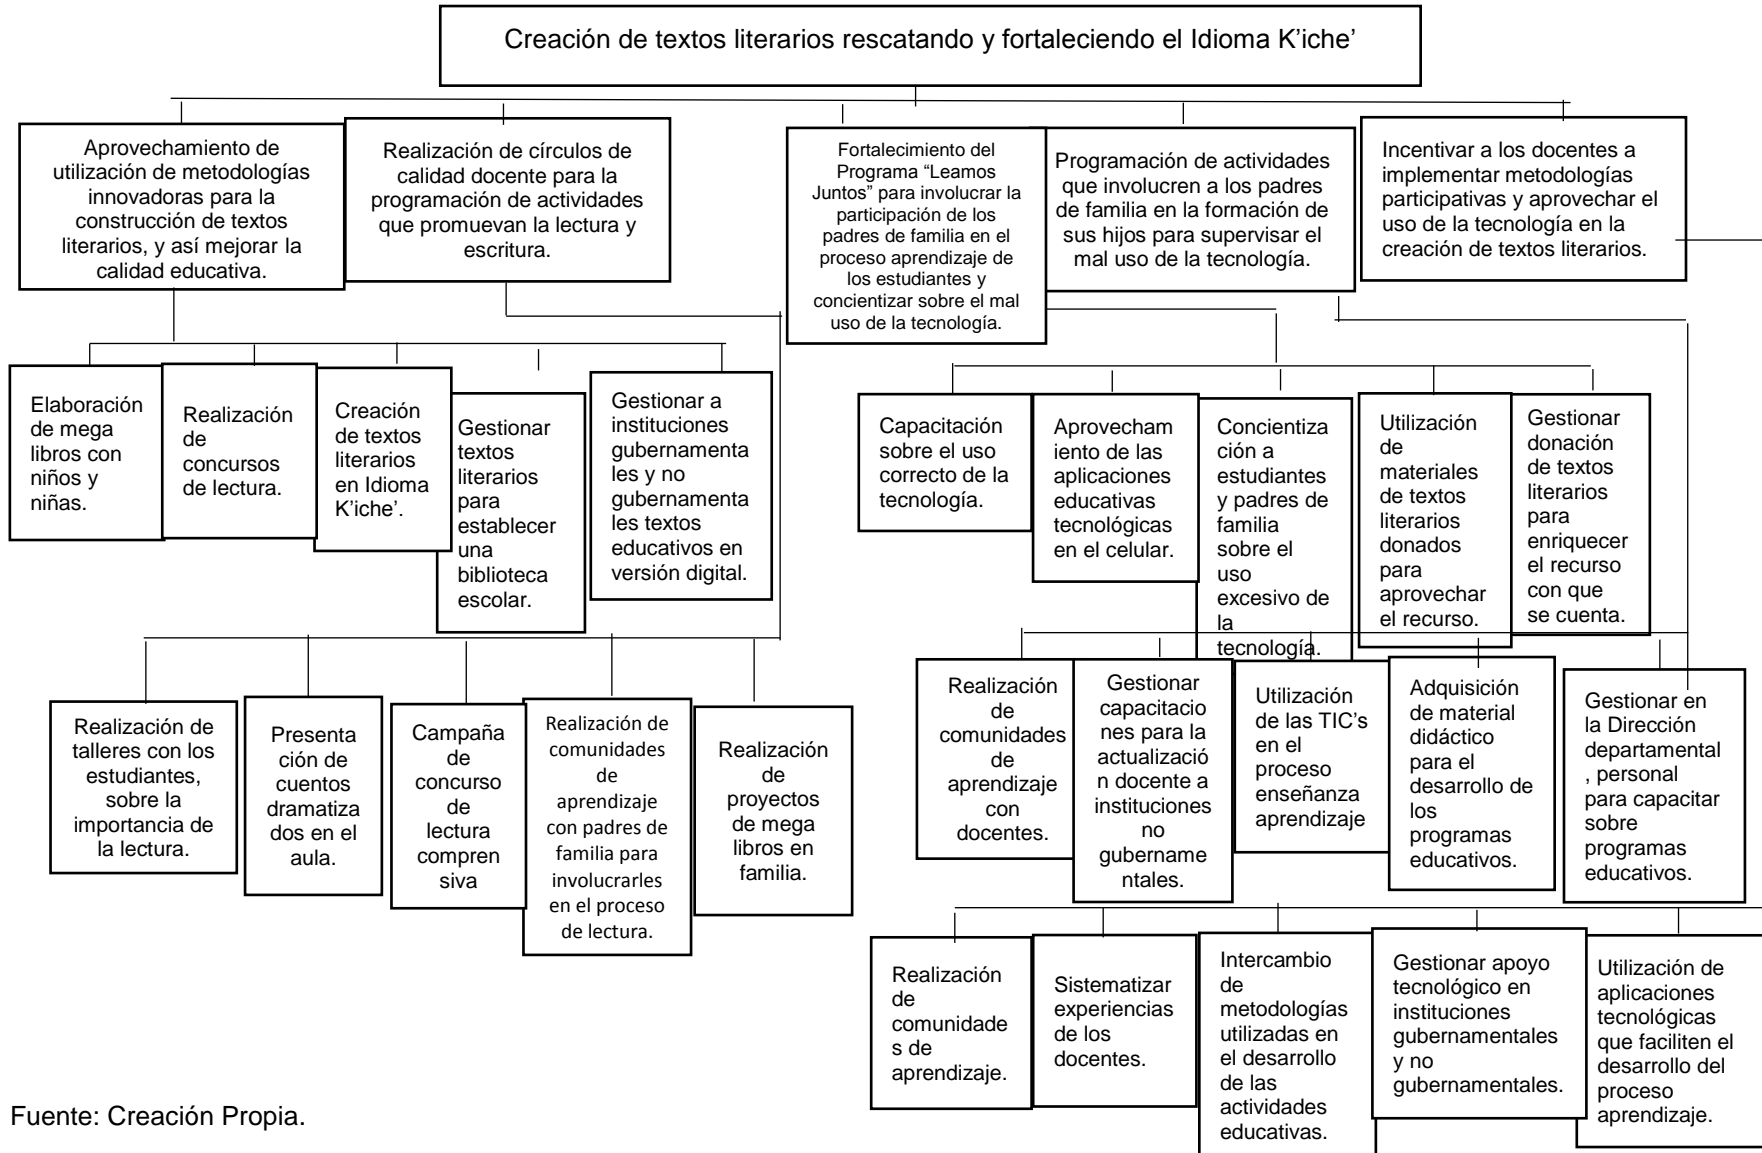 Creación de textos literarios rescatando y fortaleciendo el Idioma K’iche’
Aprovechamiento de
utilización de metodologías
innovadoras para la
construcción de textos
literarios, y así mejorar la
calidad educativa.
Realización de círculos de
calidad docente para la
programación de actividades
que promuevan la lectura y
escritura.
Fortalecimiento del
Programa “Leamos
Juntos” para involucrar la
participación de los
padres de familia en el
proceso aprendizaje de
los estudiantes y
concientizar sobre el mal
uso de la tecnología.
Programación de actividades
que involucren a los padres
de familia en la formación de
sus hijos para supervisar el
mal uso de la tecnología.
Incentivar a los docentes a
implementar metodologías
participativas y aprovechar el
uso de la tecnología en la
creación de textos literarios.
Elaboración
de mega
libros con
niños y
niñas.
Realización
de
concursos
de lectura.
Creación
de textos
literarios
en Idioma
K’iche’.
Gestionar
textos
literarios
para
establecer
una
biblioteca
escolar.
Gestionar a
instituciones
gubernamenta
les y no
gubernamenta
les textos
educativos en
versión digital.
Capacitación
sobre el uso
correcto de la
tecnología.
Aprovecham
iento de las
aplicaciones
educativas
tecnológicas
en el celular.
Concientiza
ción a
estudiantes
y padres de
familia
sobre el
uso
excesivo de
la
tecnología.
Utilización
de
materiales
de textos
literarios
donados
para
aprovechar
el recurso.
Gestionar
donación
de textos
literarios
para
enriquecer
el recurso
con que
se cuenta.
Realización de
talleres con los
estudiantes,
sobre la
importancia de
la lectura.
Presenta
ción de
cuentos
dramatiza
dos en el
aula.
Campaña
de
concurso
de
lectura
compren
siva
Realización de
comunidades
de
aprendizaje
con padres de
familia para
involucrarles
en el proceso
de lectura.
Realización
de
proyectos
de mega
libros en
familia.
Realización
de
comunidades
de
aprendizaje
con
docentes.
Gestionar
capacitacio
nes para la
actualizació
n docente a
instituciones
no
gubername
ntales.
Utilización
de las TIC’s
en el
proceso
enseñanza
aprendizaje
Adquisición
de material
didáctico
para el
desarrollo de
los
programas
educativos.
Gestionar en
la Dirección
departamental
, personal
para capacitar
sobre
programas
educativos.
Realización
de
comunidade
s de
aprendizaje.
Sistematizar
experiencias
de los
docentes.
Intercambio
de
metodologías
utilizadas en
el desarrollo
de las
actividades
educativas.
Gestionar apoyo
tecnológico en
instituciones
gubernamentales
y no
gubernamentales.
Utilización de
aplicaciones
tecnológicas
que faciliten el
desarrollo del
proceso
aprendizaje.
Fuente: Creación Propia.